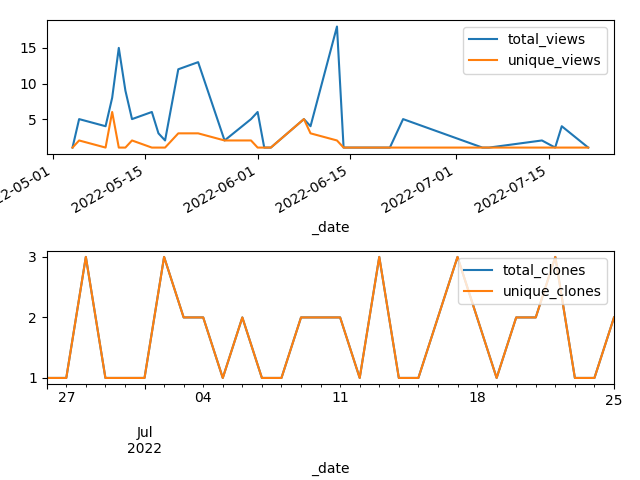 total_views
unique_views
15
10
5
22-05-01
2022-05-15
2022-06-01
2022-06-15
2022-07-01
2022-07-15
_date
total_clones
unique_clones
3
2
1
27 04 11 18 25
Jul
2022
_date